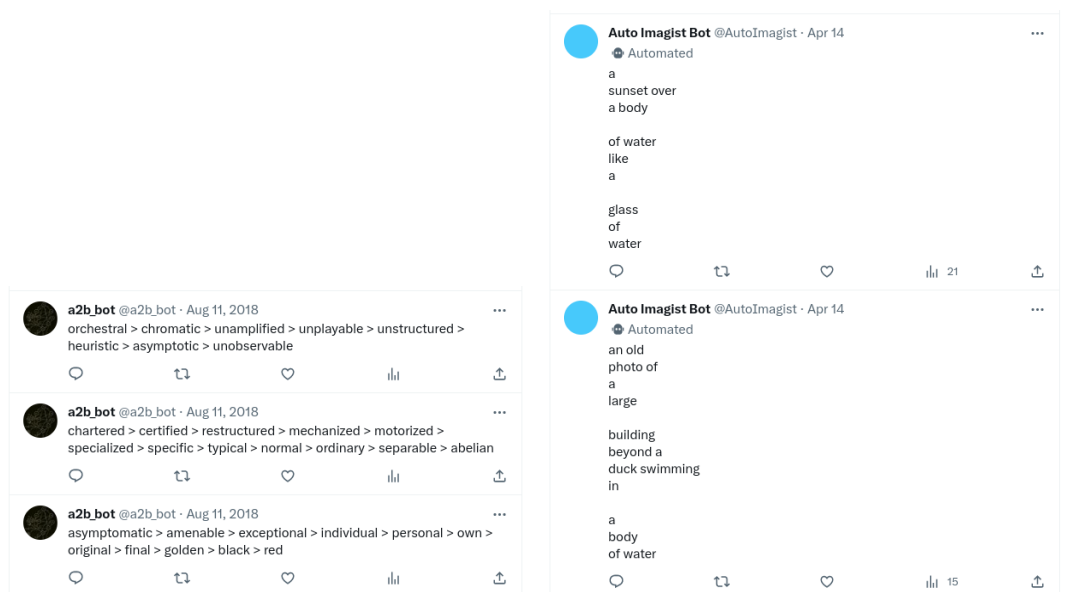 a2b_bot @a2b_bot · Aug 11, 2018
orchestral > chromatic > unamplified > unplayable > unstructured >
heuristic > asymptotic > unobservable
a2b_bot @a2b_bot · Aug 11, 2018
chartered > certified > restructured > mechanized > motorized >
specialized > specific > typical > normal > ordinary > separable > abelian
a2b_bot @a2b_bot · Aug 11, 2018
asymptomatic > amenable > exceptional > individual > personal > own >
original > final > golden > black > red
Auto Imagist Bot @AutoImagist · Apr 14
Automated
a
sunset over
a body
of water
like
a
glass
of
water
21
Auto Imagist Bot @AutoImagist · Apr 14
Automated
an old
photo of
a
large
building
beyond a
duck swimming
in
a
body
of water
15